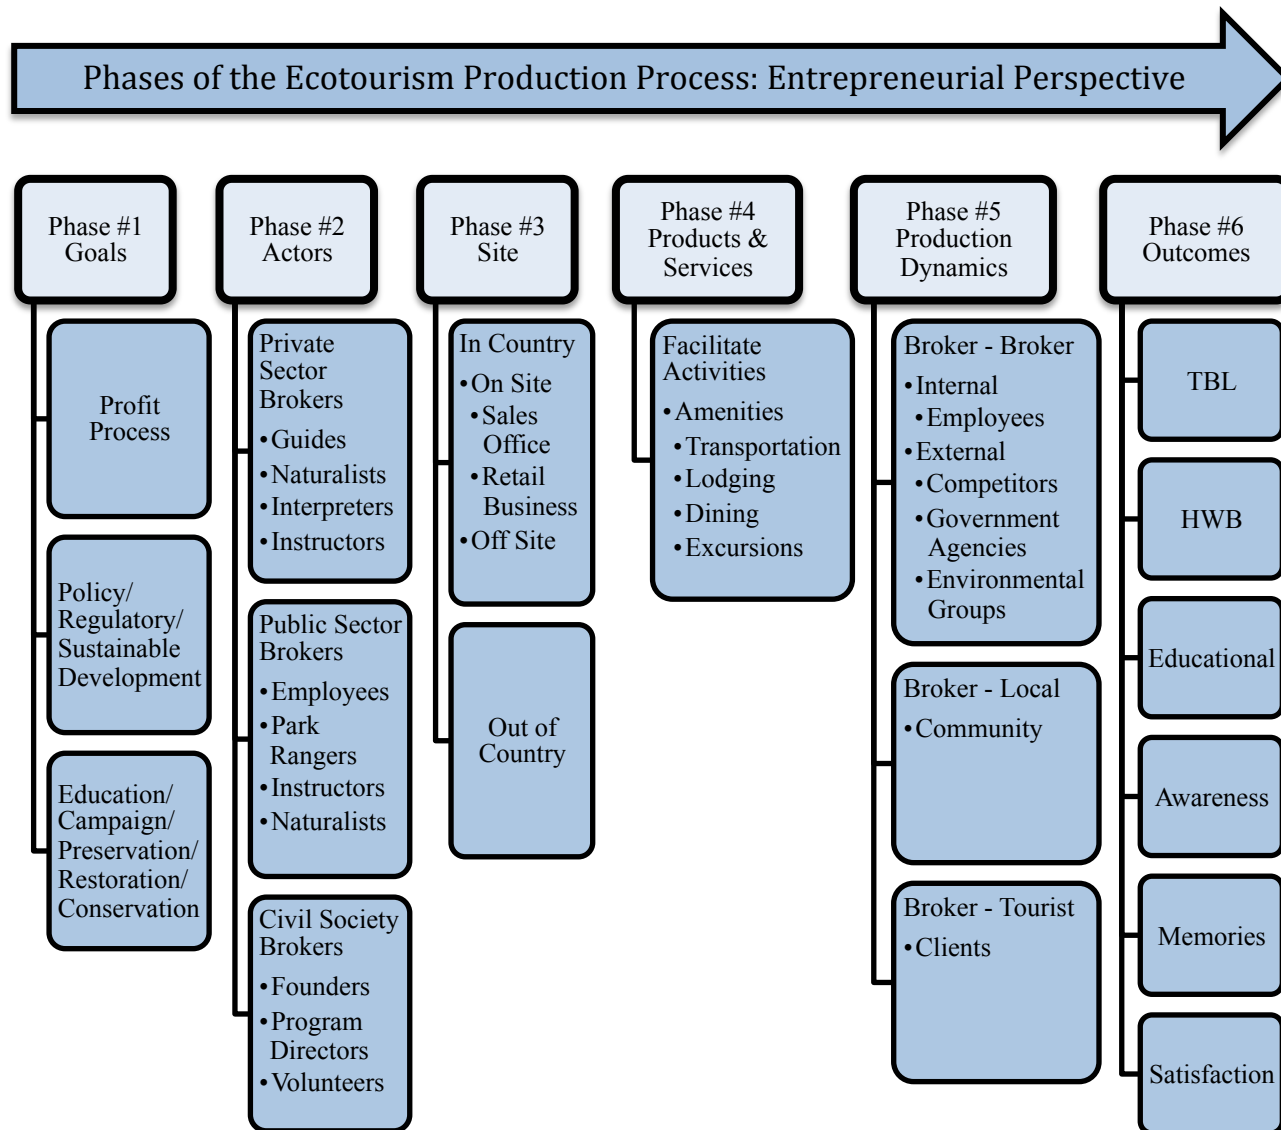 Phases of the Ecotourism Production Process: Entrepreneurial Perspective
Phase #1
Goals
Profit
Process
Policy/
Regulatory/
Sustainable
Development
Education/
Campaign/
Preservation/
Restoration/
Conservation
Phase #2
Actors
Private
Sector
Brokers
•Guides
•Naturalists
•Interpreters
•Instructors
Public Sector
Brokers
•Employees
•Park
Rangers
•Instructors
•Naturalists
Civil Society
Brokers
•Founders
•Program
Directors
•Volunteers
Phase #3
Site
In Country
•On Site
•Sales
Office
•Retail
Business
•Off Site
Out of
Country
Phase #4
Products &
Services
Facilitate
Activities
•Amenities
•Transportation
•Lodging
•Dining
•Excursions
Phase #5
Production
Dynamics
Broker - Broker
•Internal
•Employees
•External
•Competitors
•Government
Agencies
•Environmental
Groups
Broker - Local
•Community
Broker - Tourist
•Clients
Phase #6
Outcomes
TBL
HWB
Educational
Awareness
Memories
Satisfaction